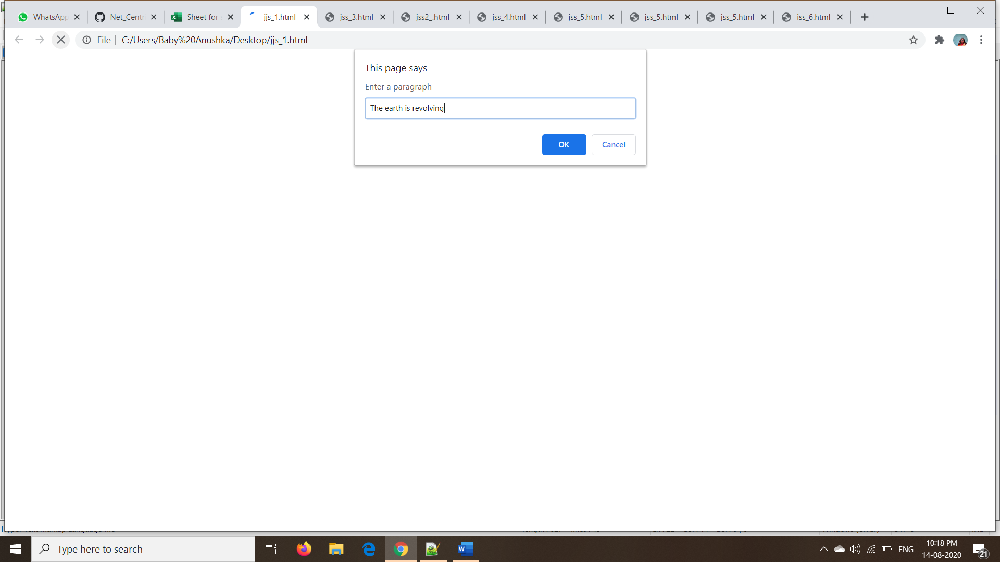 WhatsApp
Net_Centr
Sheet for s
jjs_1.html
jss_3.html
jss2_.html
jss_4.html
jss_5.html
jss_5.html
jss_5.html
iss_6.html
File
C:/Users/Baby%20Anushka/Desktop/jjs_1.html
This page says
Enter a paragraph
The earth is revolving
OK
Cancel
Type here to search
ENG
10:18 PM
14-08-2020
21